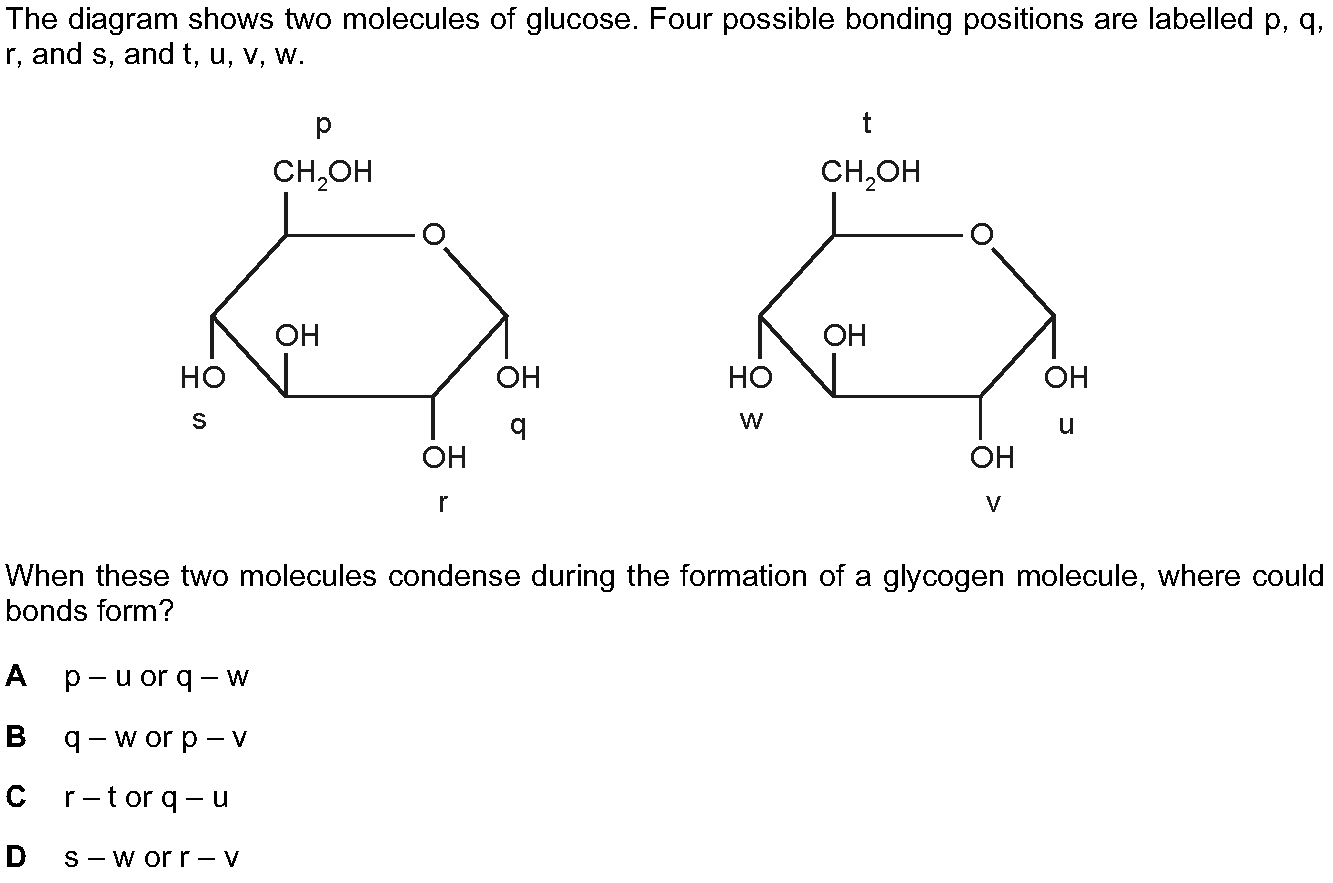 The diagram shows two molecules of glucose. Four possible bonding positions are labelled p, q,
r, and s, and t, u, v, w.
p t
CH₂OH CH₂OH
O O
OH OH
HO OH HO OH
s q w u
OH OH
r v
When these two molecules condense during the formation of a glycogen molecule, where could
bonds form?
A p – u or q – w
B q – w or p – v
C r – t or q – u
D s – w or r – v